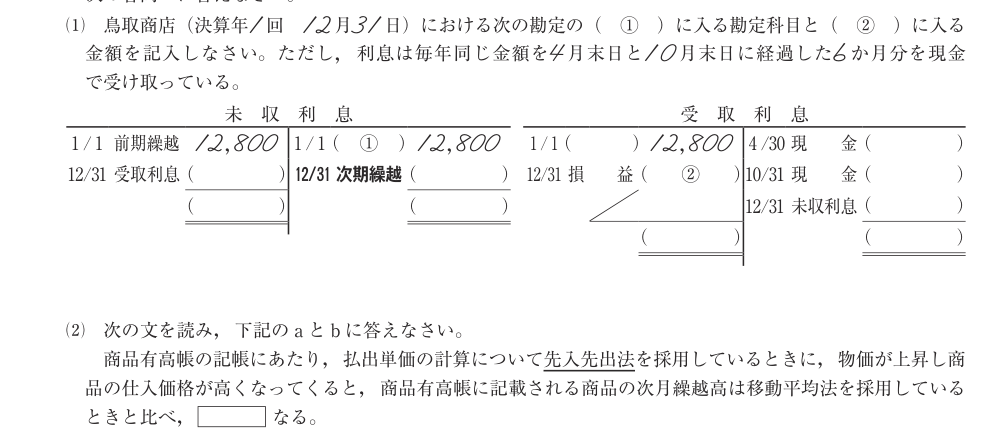 (1) 鳥取商店（決算年1回 12月31日）における次の勘定の（ ① ）に入る勘定科目と（ ② ）に入る
金額を記入しなさい。ただし，利息は毎年同じ金額を4月末日と10月末日に経過した6か月分を現金
で受け取っている。
未収利息 受取利息
1/1 前期繰越 12,800 1/1( ① ) 12,800 1/1( ) 12,800 4/30 現金 ( )
12/31 受取利息 ( ) 12/31 次期繰越 ( ) 12/31 損益 ( ② ) 10/31 現金 ( )
( ) ( ) 12/31 未収利息 ( )
( ) ( )
(2) 次の文を読み，下記のaとbに答えなさい。
商品有高帳の記帳にあたり，払出単価の計算について先入先出法を採用しているときに，物価が上昇し商
品の仕入価格が高くなってくると，商品有高帳に記載される商品の次月繰越高は移動平均法を採用している
ときと比べ， なる。